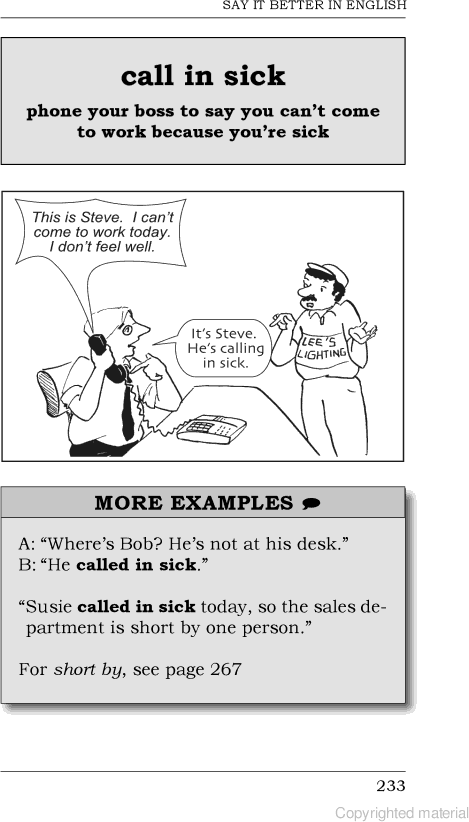 SAY IT BETTER IN ENGLISH
call in sick
phone your boss to say you can't come
to work because you're sick
This is Steve. I can't
come to work today.
I don't feel well.
It's Steve.
He's calling
in sick.
LEE'S
LIGHTING
MORE EXAMPLES
A: “Where's Bob? He's not at his desk.”
B: “He called in sick.”
“Susie called in sick today, so the sales de-
partment is short by one person.”
For short by, see page 267
233
Copyrighted material